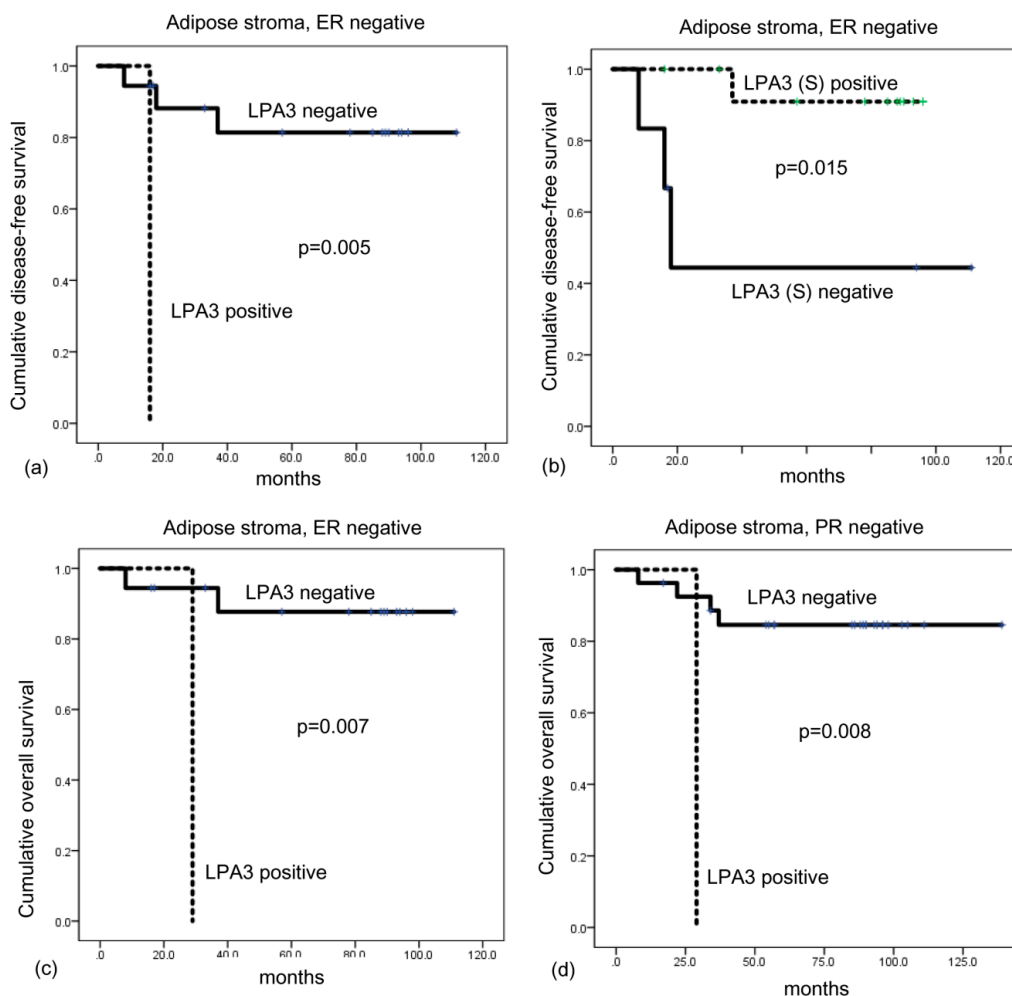 Adipose stroma, ER negative
Cumulative disease-free survival
1.0
0.8
0.6
0.4
0.2
0.0
LPA3 negative
p=0.005
LPA3 positive
.0 20.0 40.0 60.0 80.0 100.0 120.0
months
(a)
Adipose stroma, ER negative
Cumulative disease-free survival
1.0
0.8
0.6
0.4
0.2
0.0
LPA3 (S) positive
p=0.015
LPA3 (S) negative
.0 20.0 100.0 120.0
months
(b)
Adipose stroma, ER negative
Cumulative overall survival
1.0
0.8
0.6
0.4
0.2
0.0
LPA3 negative
p=0.007
LPA3 positive
.0 20.0 40.0 60.0 80.0 100.0 120.0
months
(c)
Adipose stroma, PR negative
Cumulative overall survival
1.0
0.8
0.6
0.4
0.2
0.0
LPA3 negative
p=0.008
LPA3 positive
.0 25.0 50.0 75.0 100.0 125.0
months
(d)